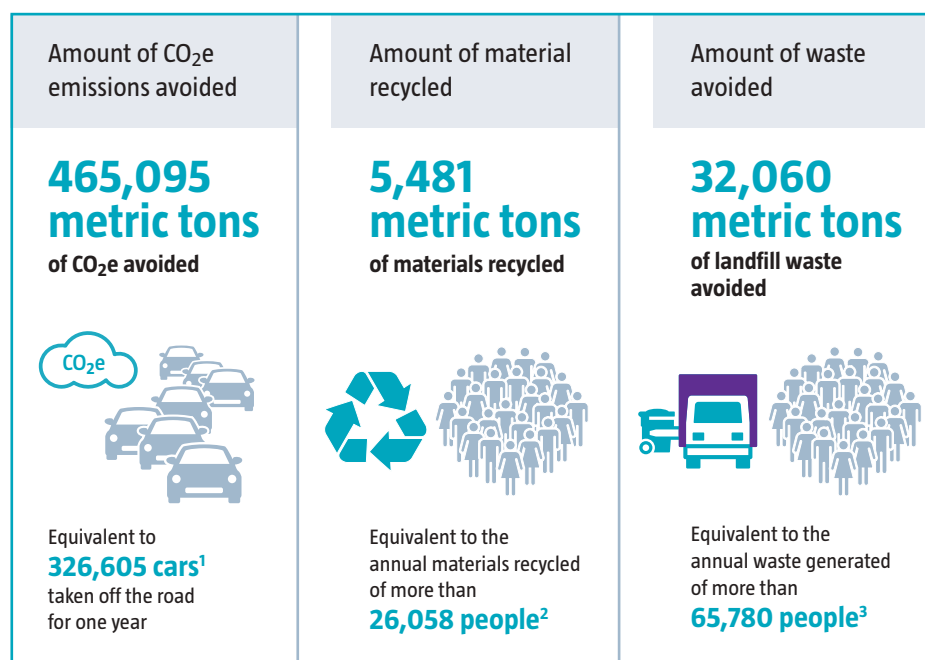 Amount of CO₂e
emissions avoided
465,095
metric tons
of CO₂e avoided
CO₂e
Equivalent to
326,605 cars¹
taken off the road
for one year
Amount of material
recycled
5,481
metric tons
of materials recycled
Equivalent to the
annual materials recycled
of more than
26,058 people²
Amount of waste
avoided
32,060
metric tons
of landfill waste
avoided
Equivalent to the
annual waste generated
of more than
65,780 people³